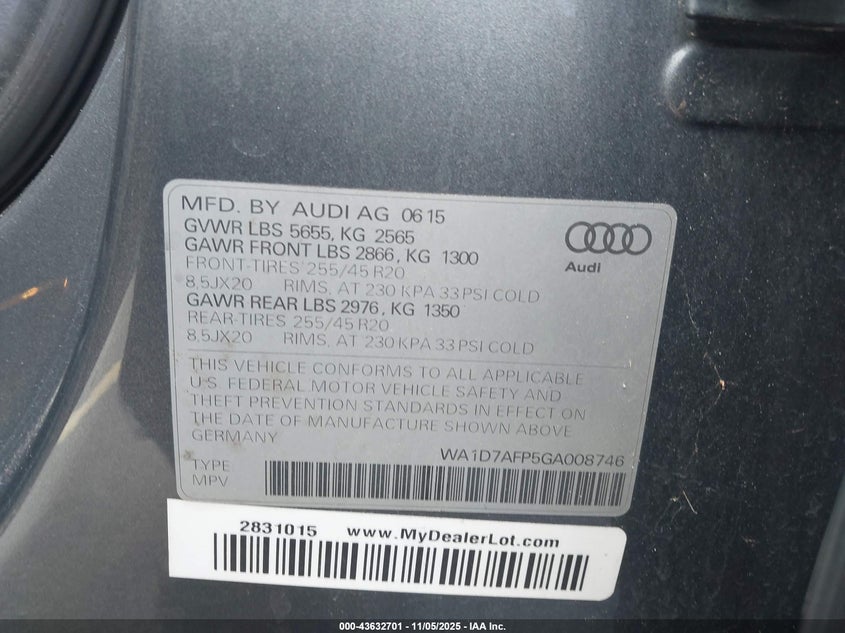 MFD. BY AUDI AG 06 15
GVWR LBS 5655, KG 2565
GAWR FRONT LBS 2866, KG 1300
FRONT-TIRES 255/45 R20
8,5JX20 RIMS, AT 230 KPA 33 PSI COLD
GAWR REAR LBS 2976, KG 1350
REAR-TIRES 255/45 R20
8,5JX20 RIMS, AT 230 KPA 33 PSI COLD
Audi
THIS VEHICLE CONFORMS TO ALL APPLICABLE
U.S. FEDERAL MOTOR VEHICLE SAFETY AND
THEFT PREVENTION STANDARDS IN EFFECT ON
THE DATE OF MANUFACTURE SHOWN ABOVE
GERMANY
WA1D7AFP5GA008746
TYPE
MPV
2831015 www.MyDealerLot.com
000-43632701 - 11/05/2025 - IAA Inc.